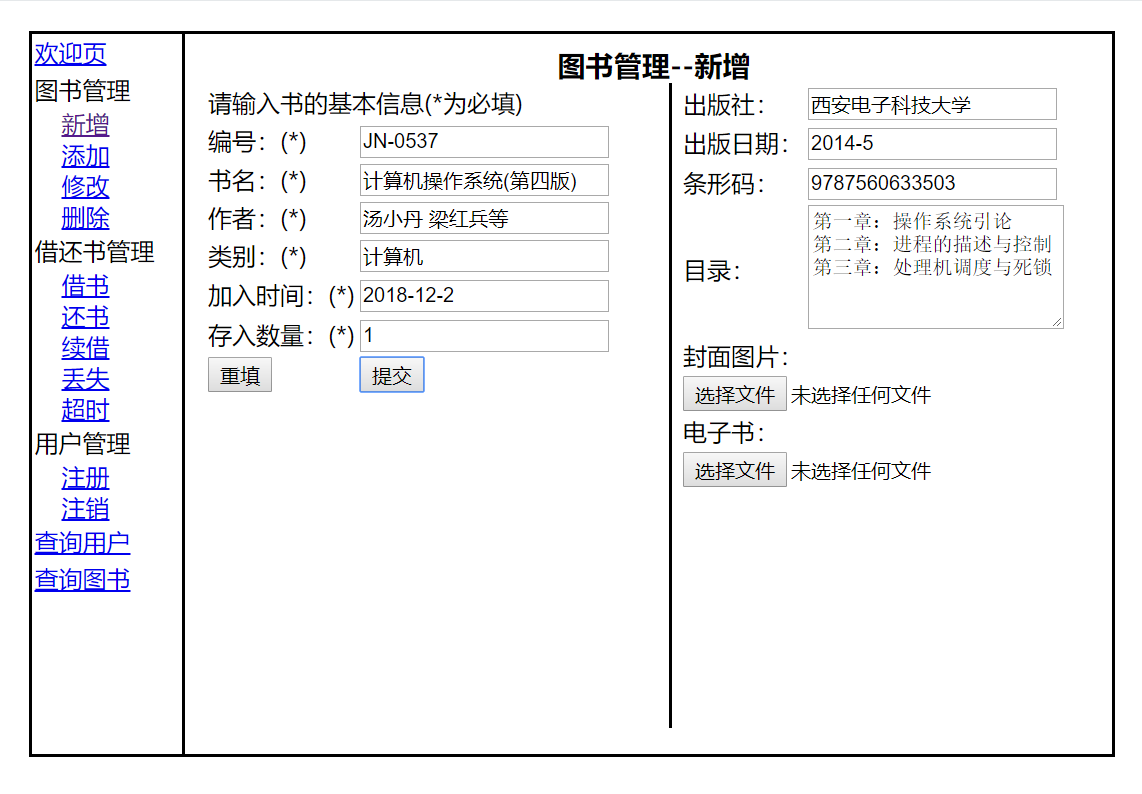 欢迎页
图书管理
新增
添加
修改
删除
借还书管理
借书
还书
续借
丢失
超时
用户管理
注册
注销
查询用户
查询图书
图书管理--新增
请输入书的基本信息(*为必填)
编号：(*) JN-0537
书名：(*) 计算机操作系统(第四版)
作者：(*) 汤小丹 梁红兵等
类别：(*) 计算机
加入时间：(*) 2018-12-2
存入数量：(*) 1
重填 提交
出版社： 西安电子科技大学
出版日期： 2014-5
条形码： 9787560633503
目录：
第一章：操作系统引论
第二章：进程的描述与控制
第三章：处理机调度与死锁
封面图片：
选择文件 未选择任何文件
电子书：
选择文件 未选择任何文件